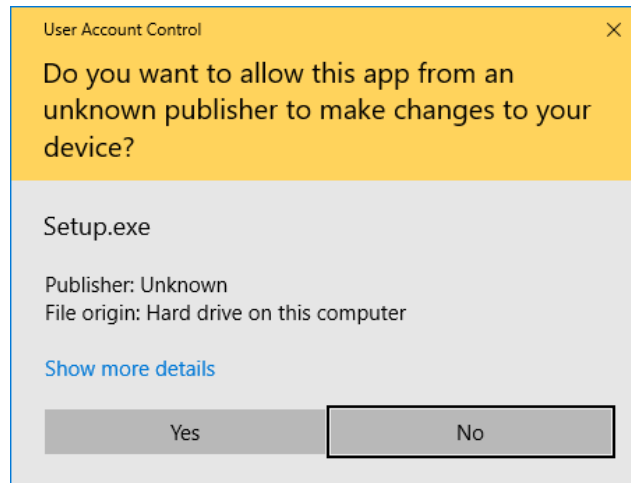 User Account Control
Do you want to allow this app from an
unknown publisher to make changes to your
device?
Setup.exe
Publisher: Unknown
File origin: Hard drive on this computer
Show more details
Yes
No